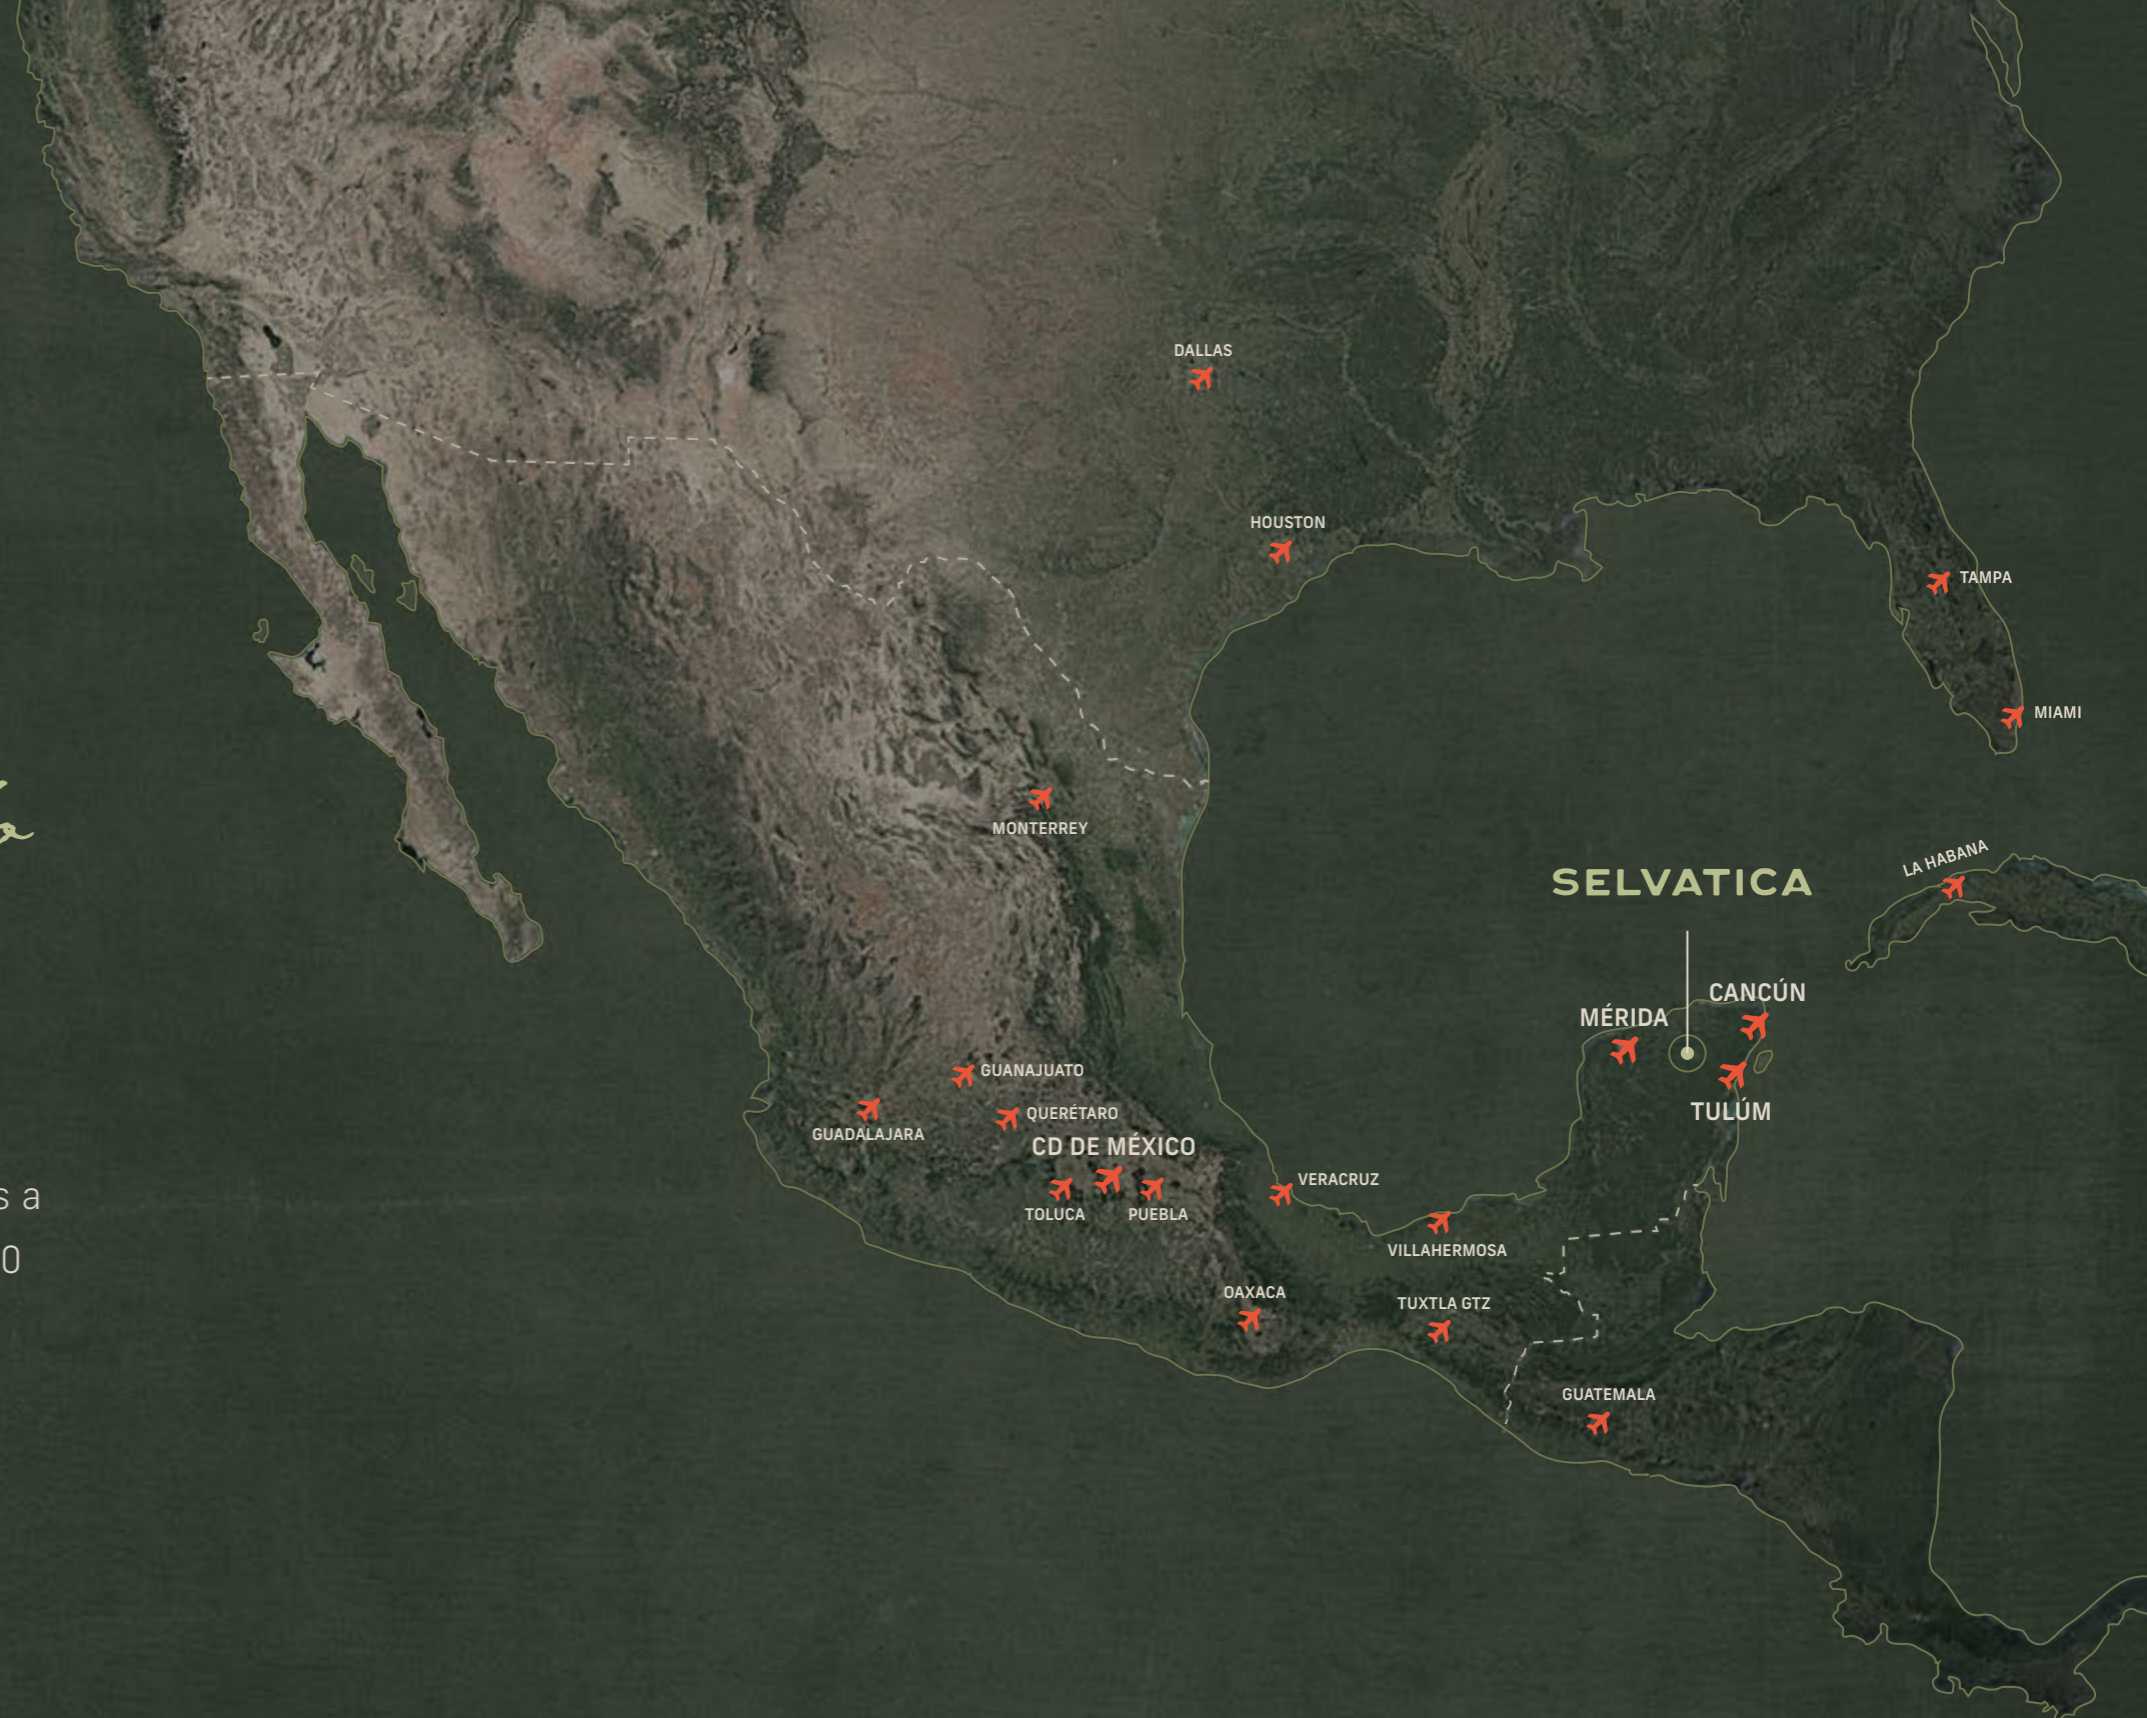 DALLAS
HOUSTON
TAMPA
MIAMI
MONTERREY
LA HABANA
SELVATICA
CANCÚN
MÉRIDA
GUANAJUATO
QUERÉTARO
TULÚM
GUADALAJARA
CD DE MÉXICO
VERACRUZ
s a
TOLUCA
PUEBLA
VILLAHERMOSA
0
OAXACA
TUXTLA GTZ
GUATEMALA